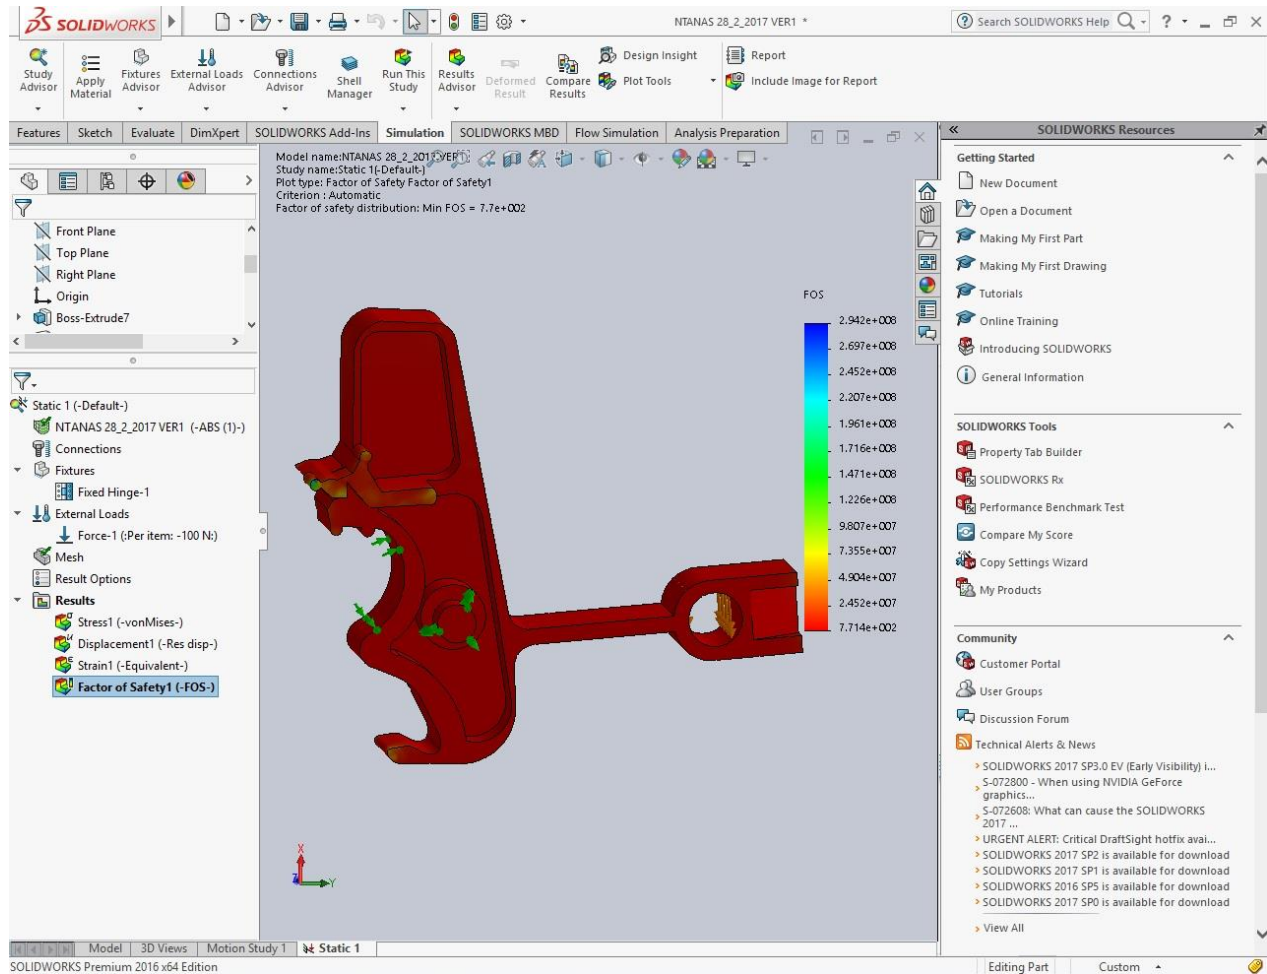 SOLIDWORKS
NTANAS 28_2_2017 VER1 *
Search SOLIDWORKS Help
Study Advisor
Apply Material
Fixtures Advisor
External Loads Advisor
Connections Advisor
Shell Manager
Run This Study
Results Advisor
Deformed Result
Compare Results
Design Insight
Plot Tools
Report
Include Image for Report
Features Sketch Evaluate DimXpert SOLIDWORKS Add-Ins Simulation SOLIDWORKS MBD Flow Simulation Analysis Preparation
Front Plane
Top Plane
Right Plane
Origin
Boss-Extrude7
Static 1 (-Default-)
NTANAS 28_2_2017 VER1 (-ABS (1)-)
Connections
Fixtures
Fixed Hinge-1
External Loads
Force-1 (:Per item: -100 N:)
Mesh
Result Options
Results
Stress1 (-vonMises-)
Displacement1 (-Res disp-)
Strain1 (-Equivalent-)
Factor of Safety1 (-FOS-)
Model name:NTANAS 28_2_2017 VER1
Study name:Static 1(-Default-)
Plot type: Factor of Safety Factor of Safety1
Criterion : Automatic
Factor of safety distribution: Min FOS = 7.7e+002
FOS
2.942e+008
2.697e+008
2.452e+008
2.207e+008
1.961e+008
1.716e+008
1.471e+008
1.226e+008
9.807e+007
7.355e+007
4.904e+007
2.452e+007
7.714e+002
X
Z
Y
SOLIDWORKS Resources
Getting Started
New Document
Open a Document
Making My First Part
Making My First Drawing
Tutorials
Online Training
Introducing SOLIDWORKS
General Information
SOLIDWORKS Tools
Property Tab Builder
SOLIDWORKS Rx
Performance Benchmark Test
Compare My Score
Copy Settings Wizard
My Products
Community
Customer Portal
User Groups
Discussion Forum
Technical Alerts & News
SOLIDWORKS 2017 SP3.0 EV (Early Visibility) i...
S-072800 - When using NVIDIA GeForce
graphics...
S-072608: What can cause the SOLIDWORKS
2017 ...
URGENT ALERT: Critical DraftSight hotfix avai...
SOLIDWORKS 2017 SP2 is available for download
SOLIDWORKS 2017 SP1 is available for download
SOLIDWORKS 2016 SP5 is available for download
SOLIDWORKS 2017 SP0 is available for download
View All
Model 3D Views Motion Study 1 Static 1
SOLIDWORKS Premium 2016 x64 Edition
Editing Part
Custom